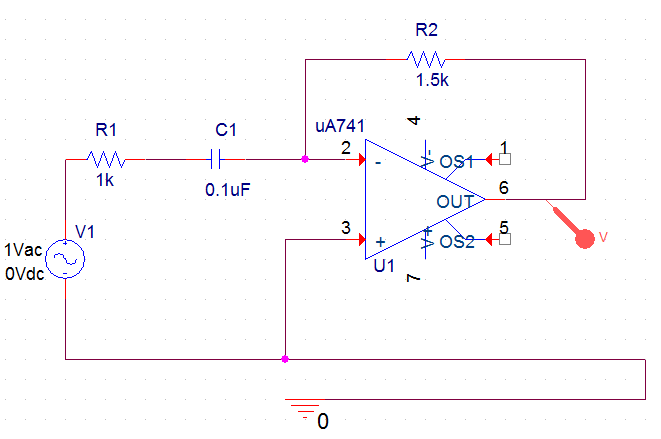 R2
1.5k
R1
1k
C1
0.1uF
uA741
4
V-
2
-
OS1
1
OUT
6
3
+
V+
OS2
5
U1
7
V1
1Vac
0Vdc
+
-
V
0